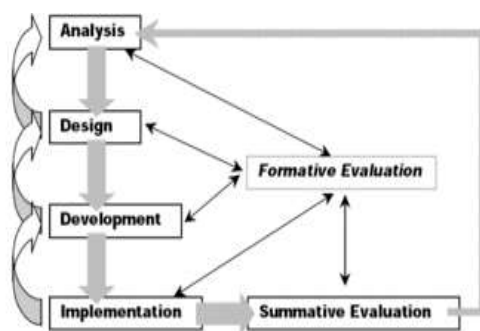 Analysis
Design
Formative Evaluation
Development
Implementation
Summative Evaluation